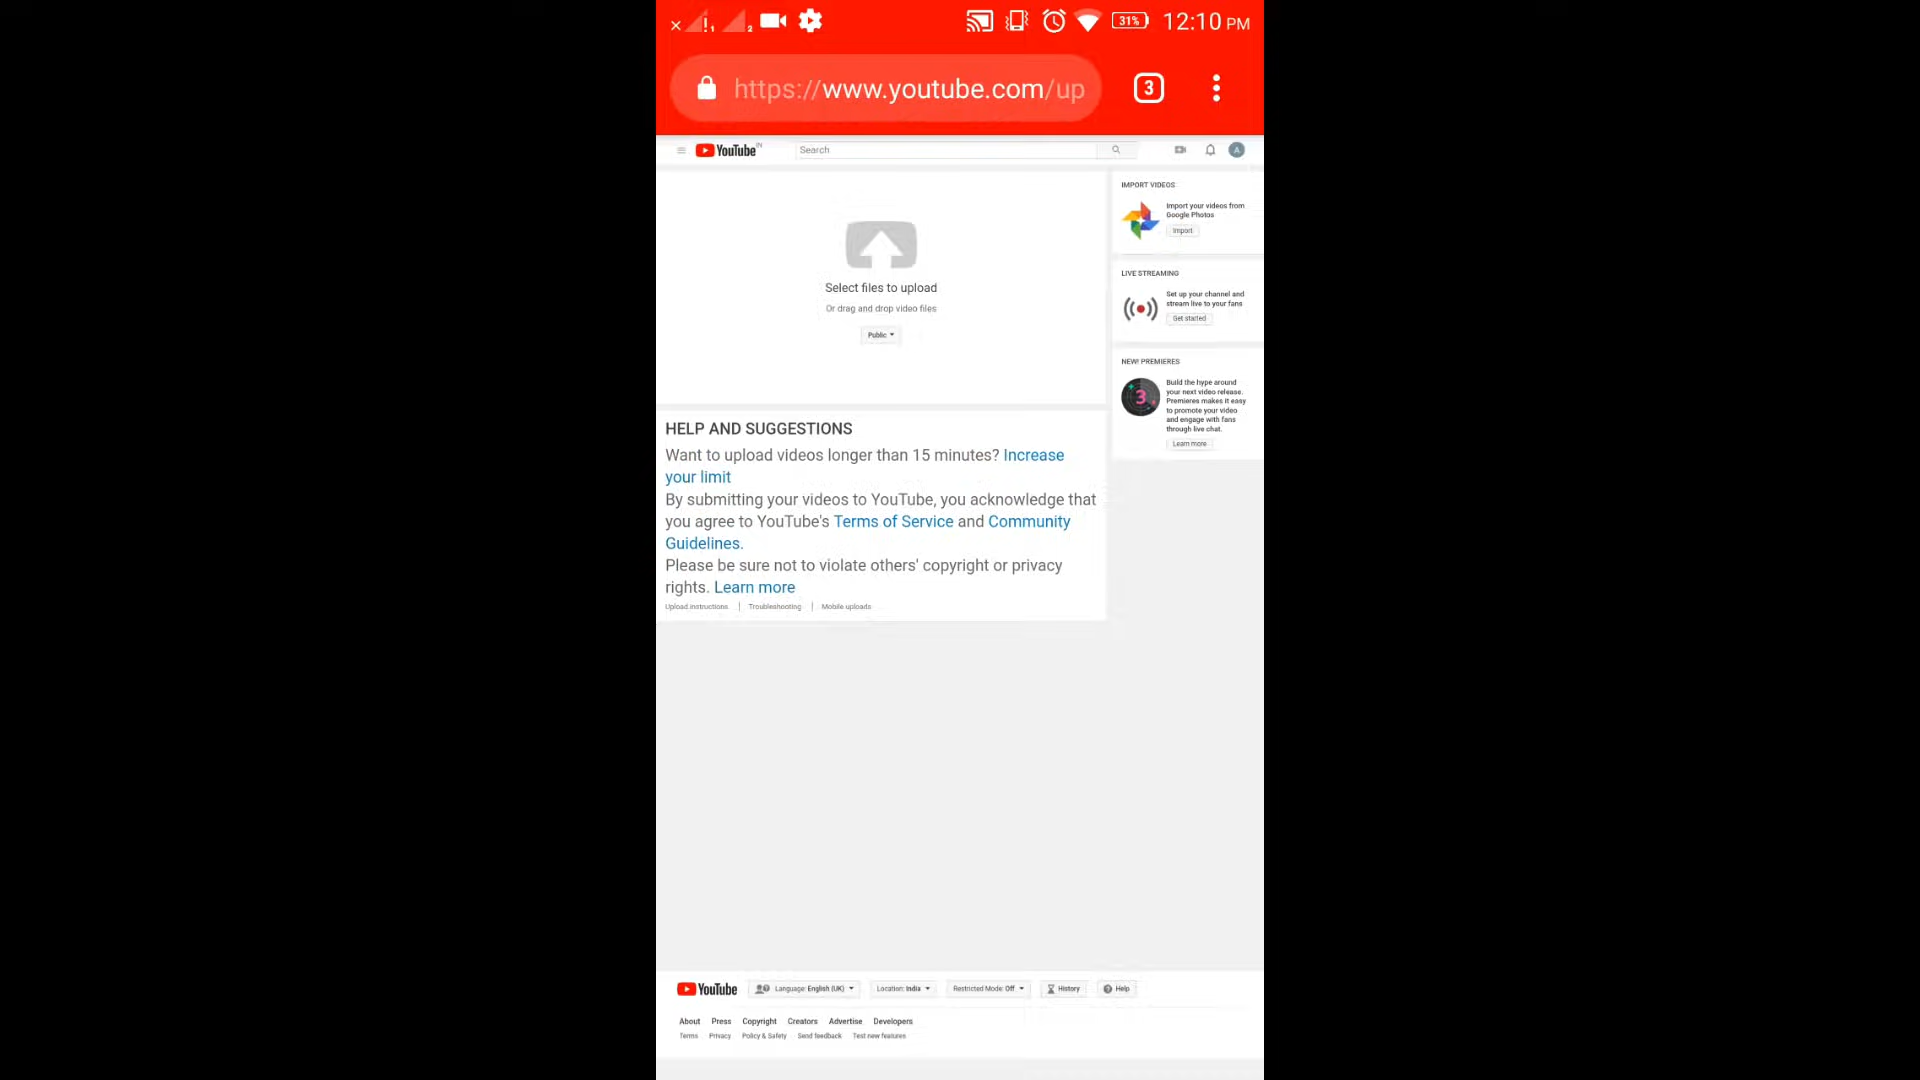 1 2 31% 12:10 PM
https://www.youtube.com/up 3
YouTube IN Search A
Select files to upload
Or drag and drop video files
Public
IMPORT VIDEOS
Import your videos from
Google Photos
Import
LIVE STREAMING
Set up your channel and
stream live to your fans
Get started
NEW! PREMIERES
3
Build the hype around
your next video release.
Premieres makes it easy
to promote your video
and engage with fans
through live chat.
Learn more
HELP AND SUGGESTIONS
Want to upload videos longer than 15 minutes? Increase
your limit
By submitting your videos to YouTube, you acknowledge that
you agree to YouTube's Terms of Service and Community
Guidelines.
Please be sure not to violate others' copyright or privacy
rights. Learn more
Upload instructions | Troubleshooting | Mobile uploads
YouTube Language: English (UK) Location: India Restricted Mode: Off History Help
About Press Copyright Creators Advertise Developers
Terms Privacy Policy & Safety Send feedback Test new features